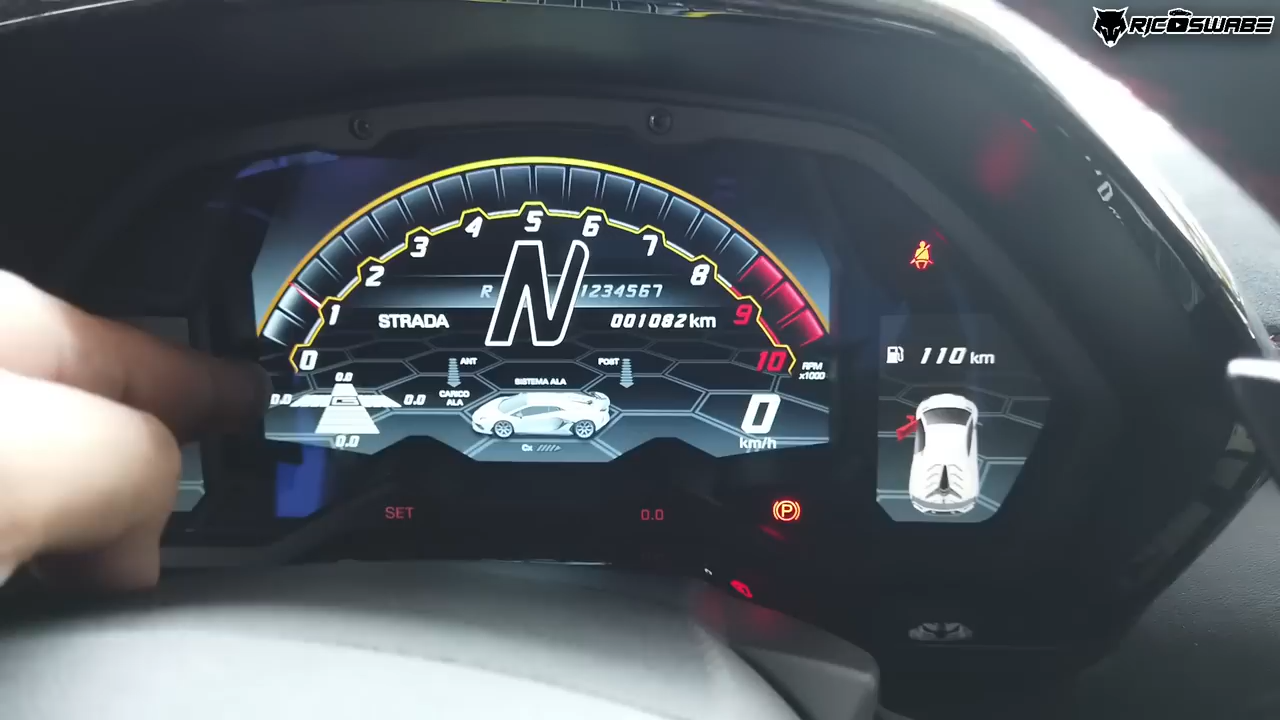 RICOSWABE
5
4 6
3 7
2 8
R N 1234567
1 9
STRADA 001082 km
0 10 RPM x1000
ANT POST
SISTEMA ALA
0.0
CARICO ALA
0.0 0.0 0
0.0 km/h
Cx
110 km
SET 0.0 P